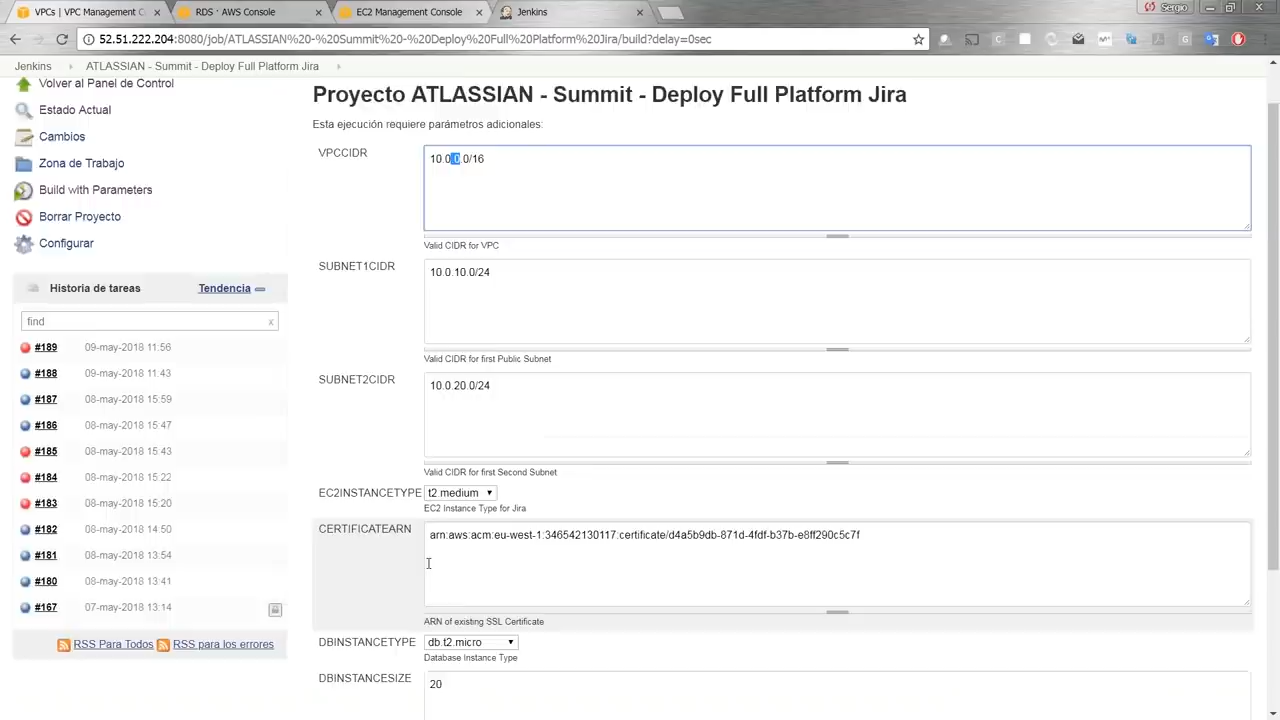 VPCs | VPC Management Co
RDS · AWS Console
EC2 Management Console
Jenkins
Sergio
52.51.222.204:8080/job/ATLASSIAN%20-%20Summit%20-%20Deploy%20Full%20Platform%20Jira/build?delay=0sec
Jenkins
ATLASSIAN - Summit - Deploy Full Platform Jira
Volver al Panel de Control
Estado Actual
Cambios
Zona de Trabajo
Build with Parameters
Borrar Proyecto
Configurar
Historia de tareas
Tendencia
find
x
#189 09-may-2018 11:56
#188 09-may-2018 11:43
#187 08-may-2018 15:59
#186 08-may-2018 15:47
#185 08-may-2018 15:43
#184 08-may-2018 15:22
#183 08-may-2018 15:20
#182 08-may-2018 14:50
#181 08-may-2018 13:54
#180 08-may-2018 13:41
#167 07-may-2018 13:14
RSS Para Todos
RSS para los errores
Proyecto ATLASSIAN - Summit - Deploy Full Platform Jira
Esta ejecución requiere parámetros adicionales:
VPCCIDR
10.0.0.0/16
Valid CIDR for VPC
SUBNET1CIDR
10.0.10.0/24
Valid CIDR for first Public Subnet
SUBNET2CIDR
10.0.20.0/24
Valid CIDR for first Second Subnet
EC2INSTANCETYPE
t2.medium
EC2 Instance Type for Jira
CERTIFICATEARN
arn:aws:acm:eu-west-1:346542130117:certificate/d4a5b9db-871d-4fdf-b37b-e8ff290c5c7f
ARN of existing SSL Certificate
DBINSTANCETYPE
db.t2.micro
Database Instance Type
DBINSTANCESIZE
20